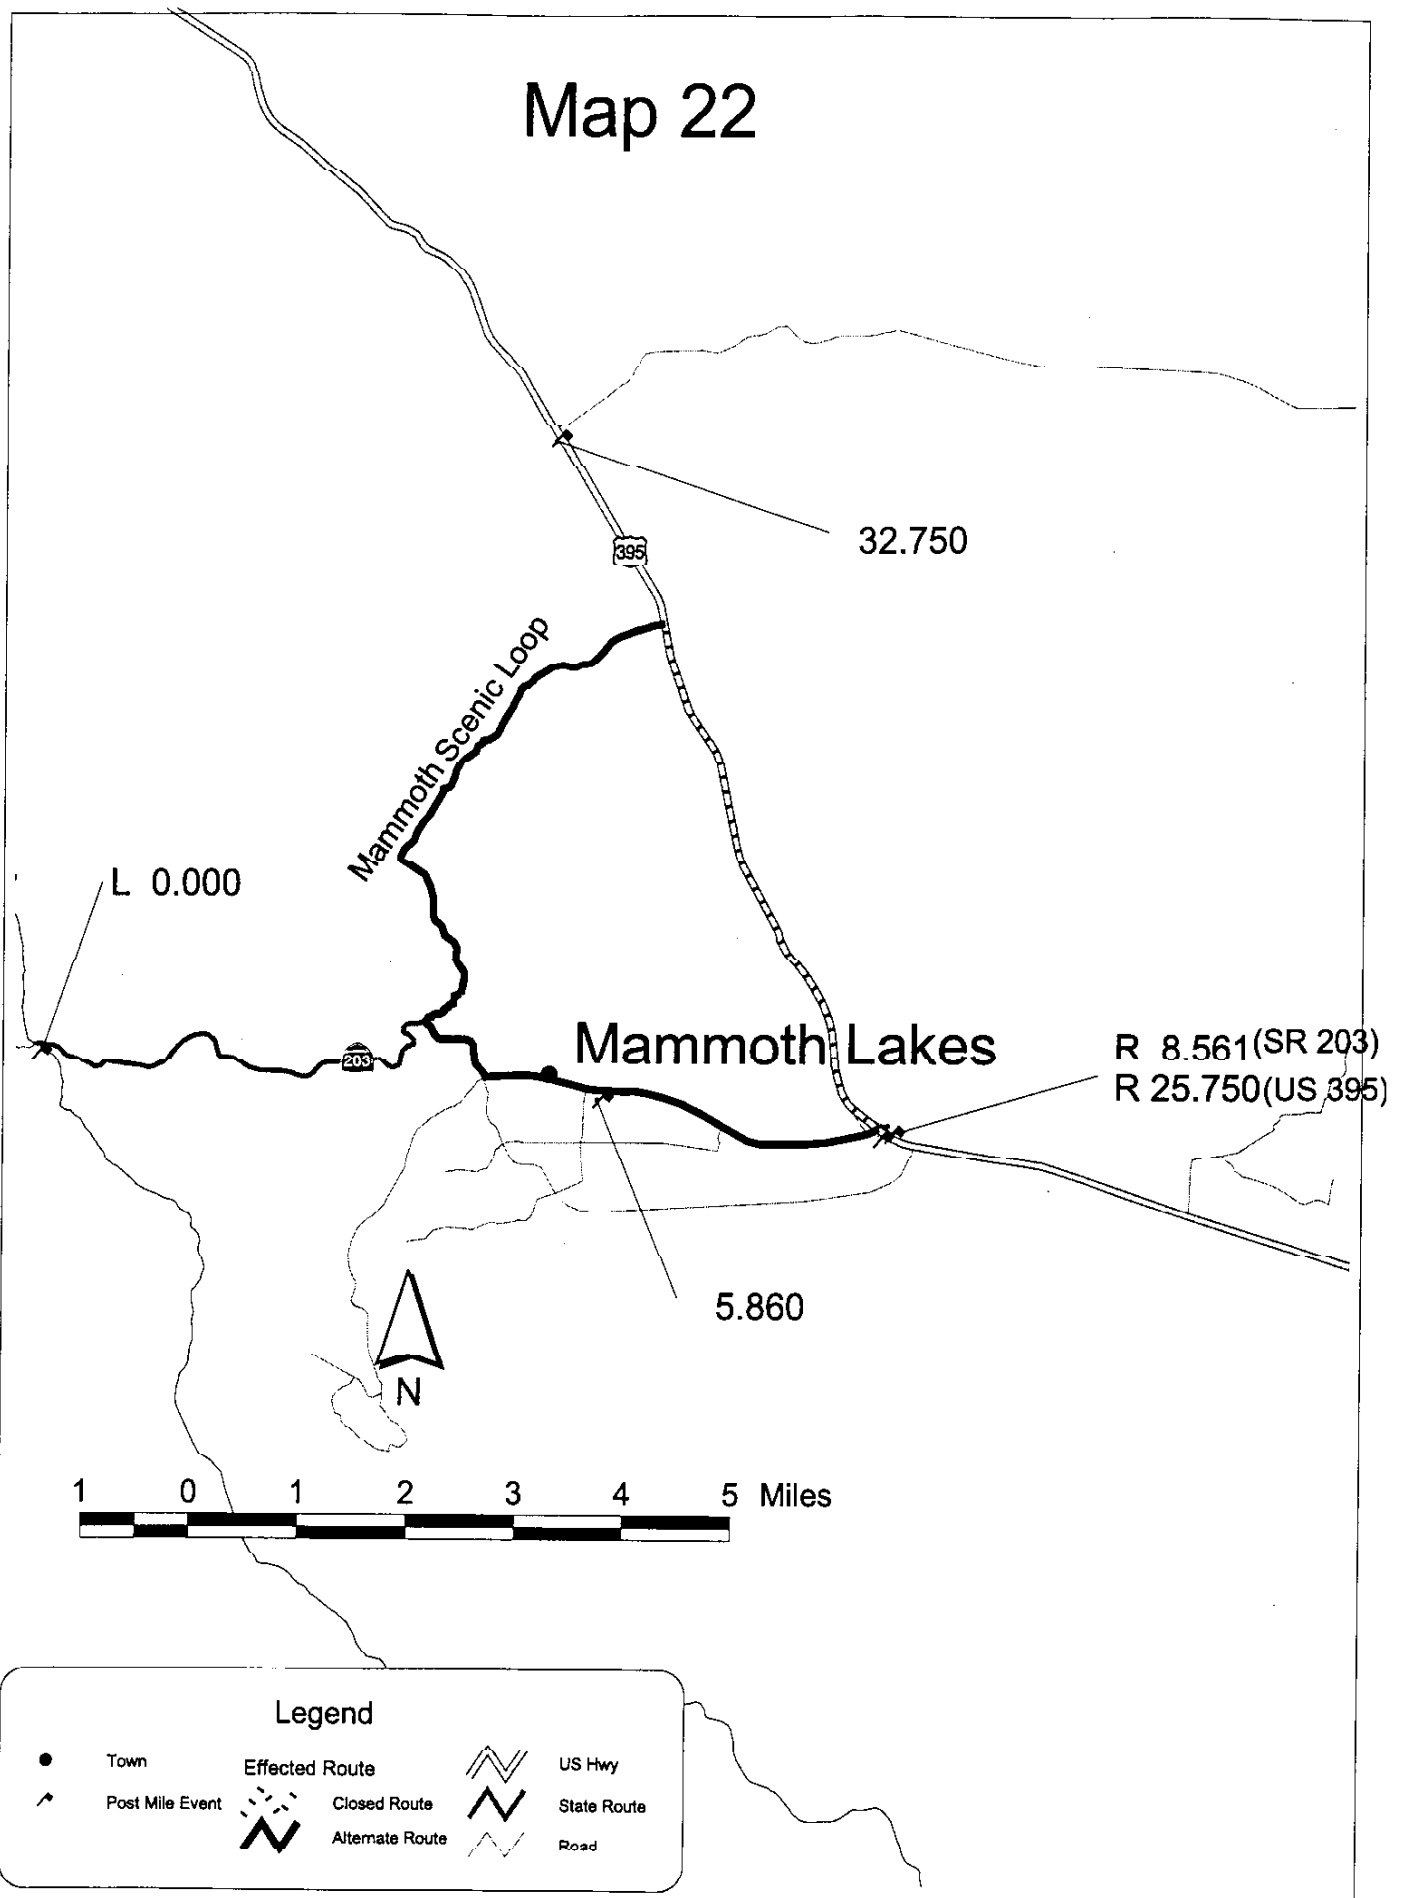 Map 22
32.750
395
Mammoth Scenic Loop
L 0.000
203
Mammoth Lakes
R 8.561(SR 203)
R 25.750(US 395)
5.860
N
1 0 1 2 3 4 5 Miles
Legend
Town
Post Mile Event
Effected Route
Closed Route
Alternate Route
US Hwy
State Route
Road